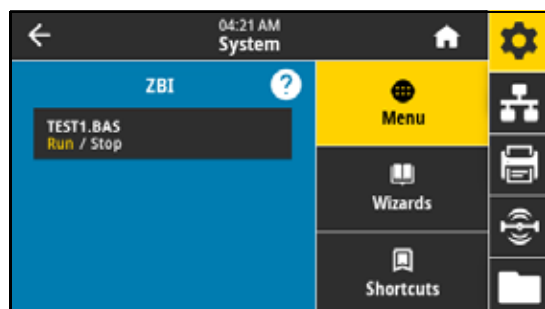 04:21 AM
System
ZBI
?
TEST1.BAS
Run / Stop
Menu
Wizards
Shortcuts